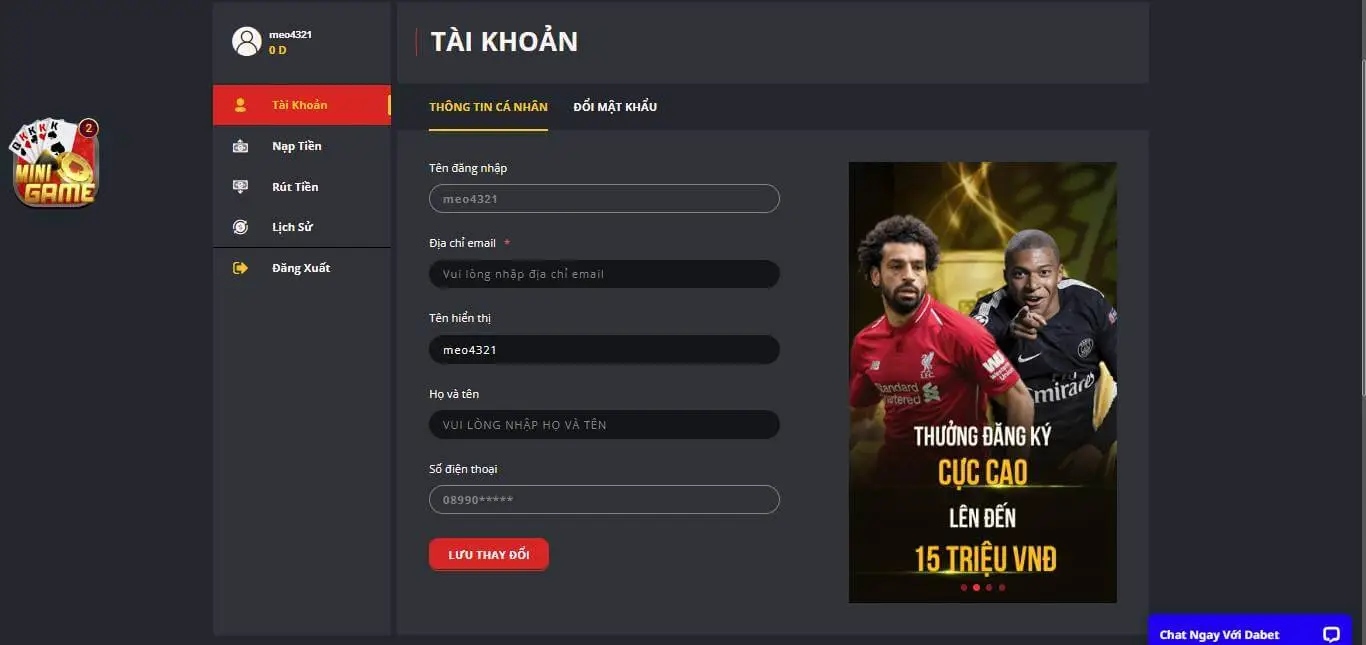 meo4321
0 D
TÀI KHOẢN
Tài Khoản
Nạp Tiền
Rút Tiền
Lịch Sử
Đăng Xuất
2
MINI
GAME
THÔNG TIN CÁ NHÂN
ĐỔI MẬT KHẨU
Tên đăng nhập
meo4321
Địa chỉ email *
Vui lòng nhập địa chỉ email
Tên hiển thị
meo4321
Họ và tên
VUI LÒNG NHẬP HỌ VÀ TÊN
Số điện thoại
08990*****
LƯU THAY ĐỔI
L.F.C.
Standard
Chartered
WU
Western
Union
Emirates
THƯỞNG ĐĂNG KÝ
CỰC CAO
LÊN ĐẾN
15 TRIỆU VNĐ
Chat Ngay Với Dabet